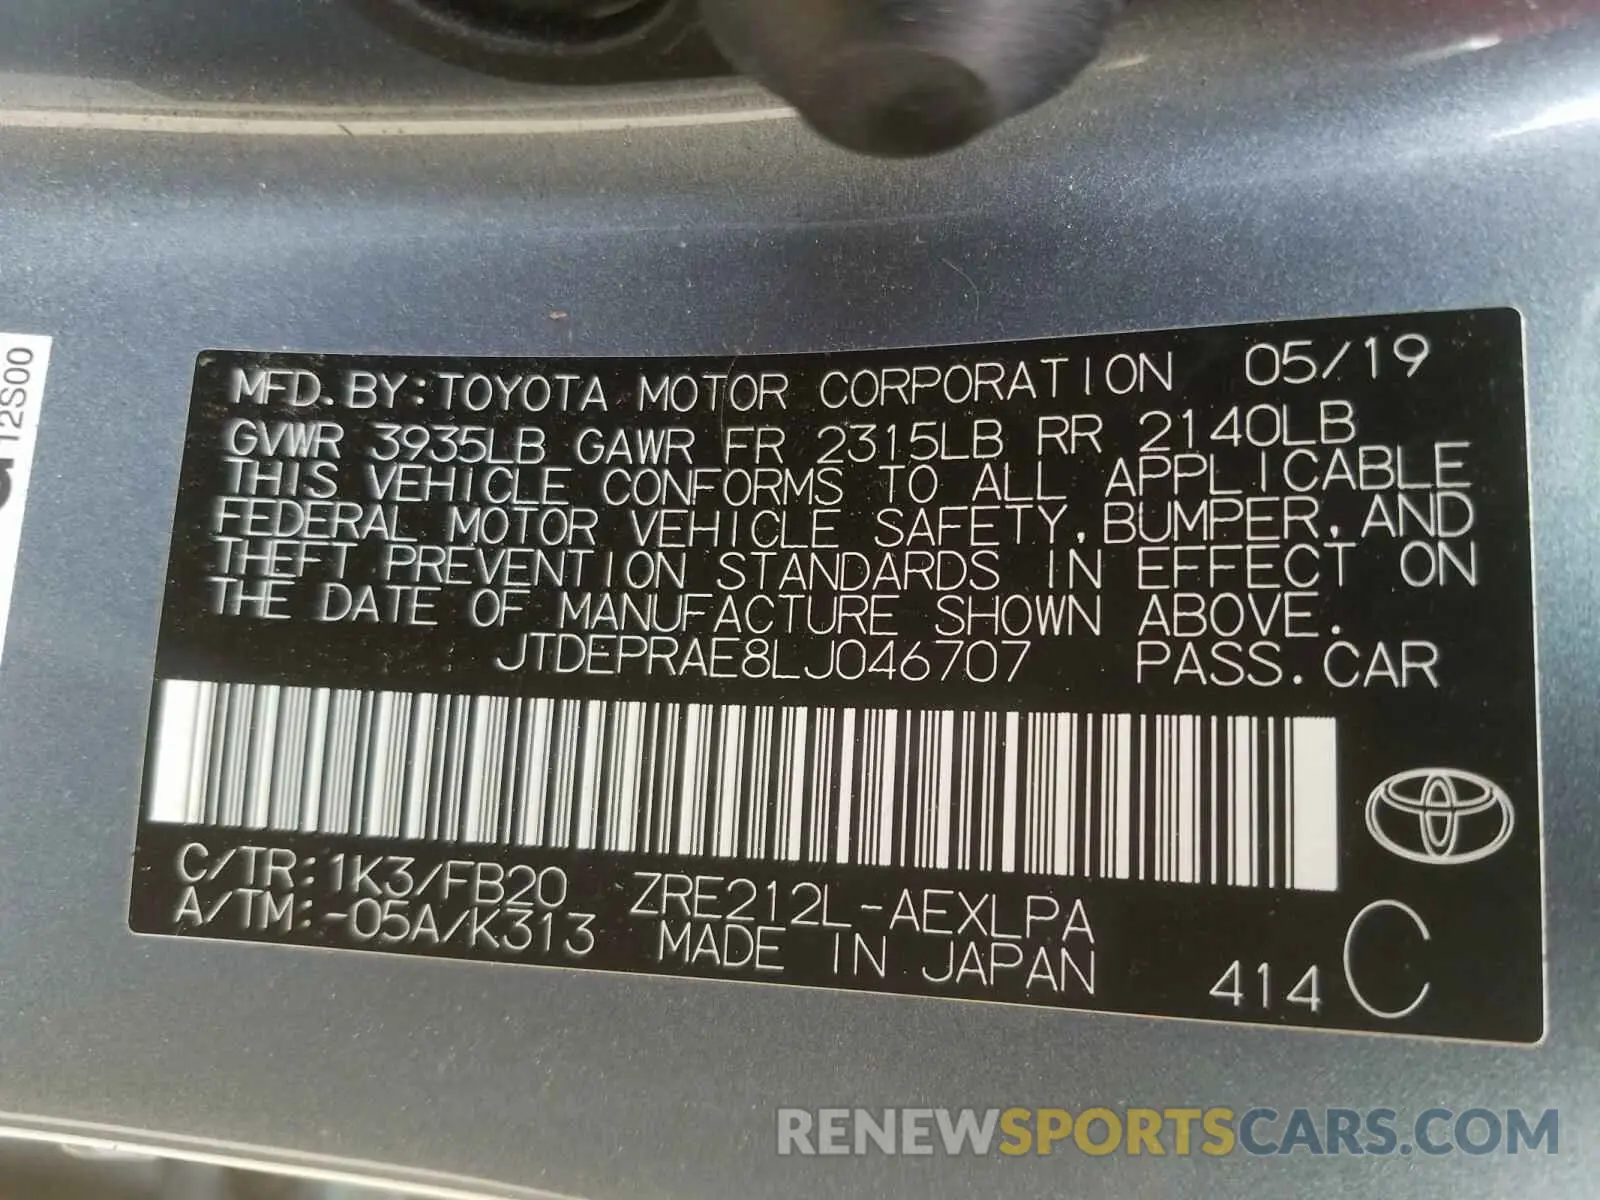 MFD. BY: TOYOTA MOTOR CORPORATION 05/19
GVWR 3935LB GAWR FR 2315LB RR 2140LB
THIS VEHICLE CONFORMS TO ALL APPLICABLE
FEDERAL MOTOR VEHICLE SAFETY, BUMPER, AND
THEFT PREVENTION STANDARDS IN EFFECT ON
THE DATE OF MANUFACTURE SHOWN ABOVE.
JTDEPRAE8LJ046707 PASS. CAR
C/TR: 1K3/FB20 ZRE212L-AEXLPA
A/TM: -05A/K313 MADE IN JAPAN 414 C
RENEWSPORTSCARS.COM